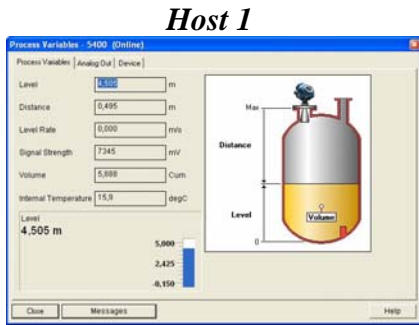 Host 1
Process Variables - 5400 (Online)
Process Variables Analog Out Device
Level 4,505 m
Distance 0,495 m
Level Rate 0,000 m/s
Signal Strength 7345 mV
Volume 5,888 Cum
Internal Temperature 15,9 degC
Level
4,505 m
5,000
2,425
-0,150
Max
Distance
Level
Volume
0
Close Messages Help